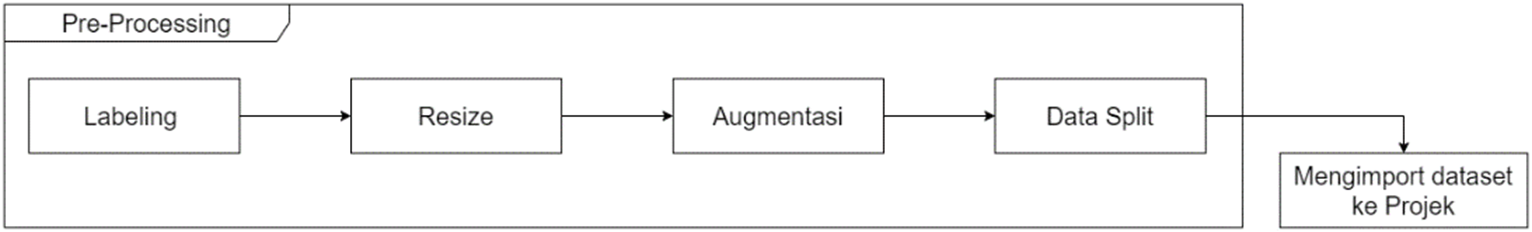 Pre-Processing
Labeling
Resize
Augmentasi
Data Split
Mengimport dataset
ke Projek